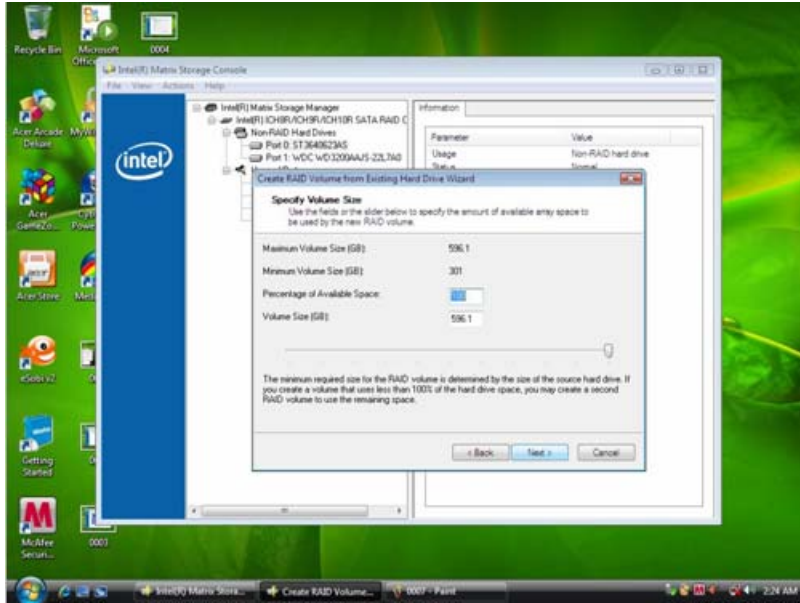 Recycle Bin
Microsoft
Office
0004
Acer Arcade
Deluxe
Acer
GameZo...
Acer Store
eSobi v2
Getting
Started
McAfee
Securi...
0003
Intel(R) Matrix Storage Console
File View Actions Help
intel
Intel(R) Matrix Storage Manager
Intel(R) ICH8R/ICH9R/ICH10R SATA RAID C
Non-RAID Hard Drives
Port 0: ST3640623AS
Port 1: WDC WD3200AAJS-22L7A0
Information
Parameter Value
Usage Non-RAID hard drive
Status Normal
Create RAID Volume from Existing Hard Drive Wizard
Specify Volume Size
Use the fields or the slider below to specify the amount of available array space to
be used by the new RAID volume.
Maximum Volume Size (GB): 596.1
Minimum Volume Size (GB): 301
Percentage of Available Space: 100
Volume Size (GB): 596.1
The minimum required size for the RAID volume is determined by the size of the source hard drive. If
you create a volume that uses less than 100% of the hard drive space, you may create a second
RAID volume to use the remaining space.
< Back Next > Cancel
Intel(R) Matrix Stora...
Create RAID Volume...
0007 - Paint
2:24 AM